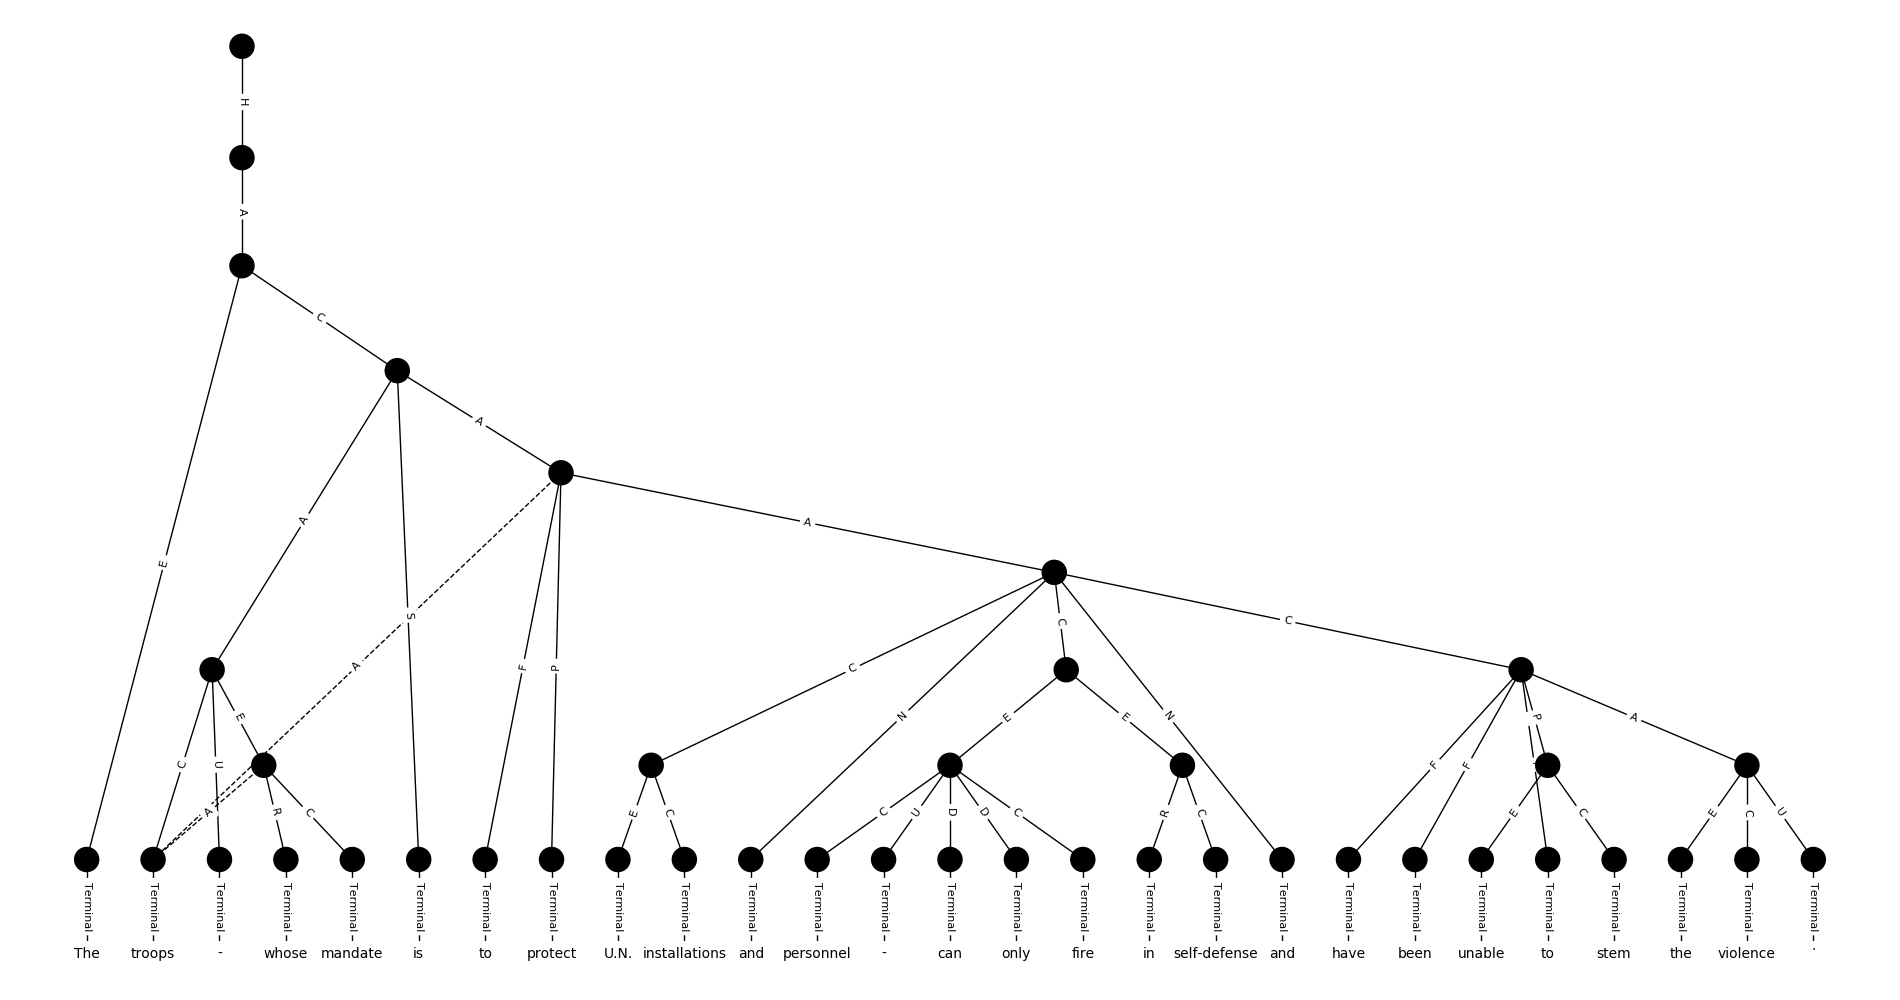 H
A
C
A
A
E
A
S
A
C
F
P
C
C
N
E
E
N
P
A
E
C
U
F
F
A
R
C
E
C
C
U
D
D
C
R
C
E
C
E
C
U
Terminal Terminal Terminal Terminal Terminal Terminal Terminal Terminal Terminal Terminal Terminal Terminal Terminal Terminal Terminal Terminal Terminal Terminal Terminal Terminal Terminal Terminal Terminal Terminal Terminal Terminal Terminal
The troops - whose mandate is to protect U.N. installations and personnel - can only fire in self-defense and have been unable to stem the violence .